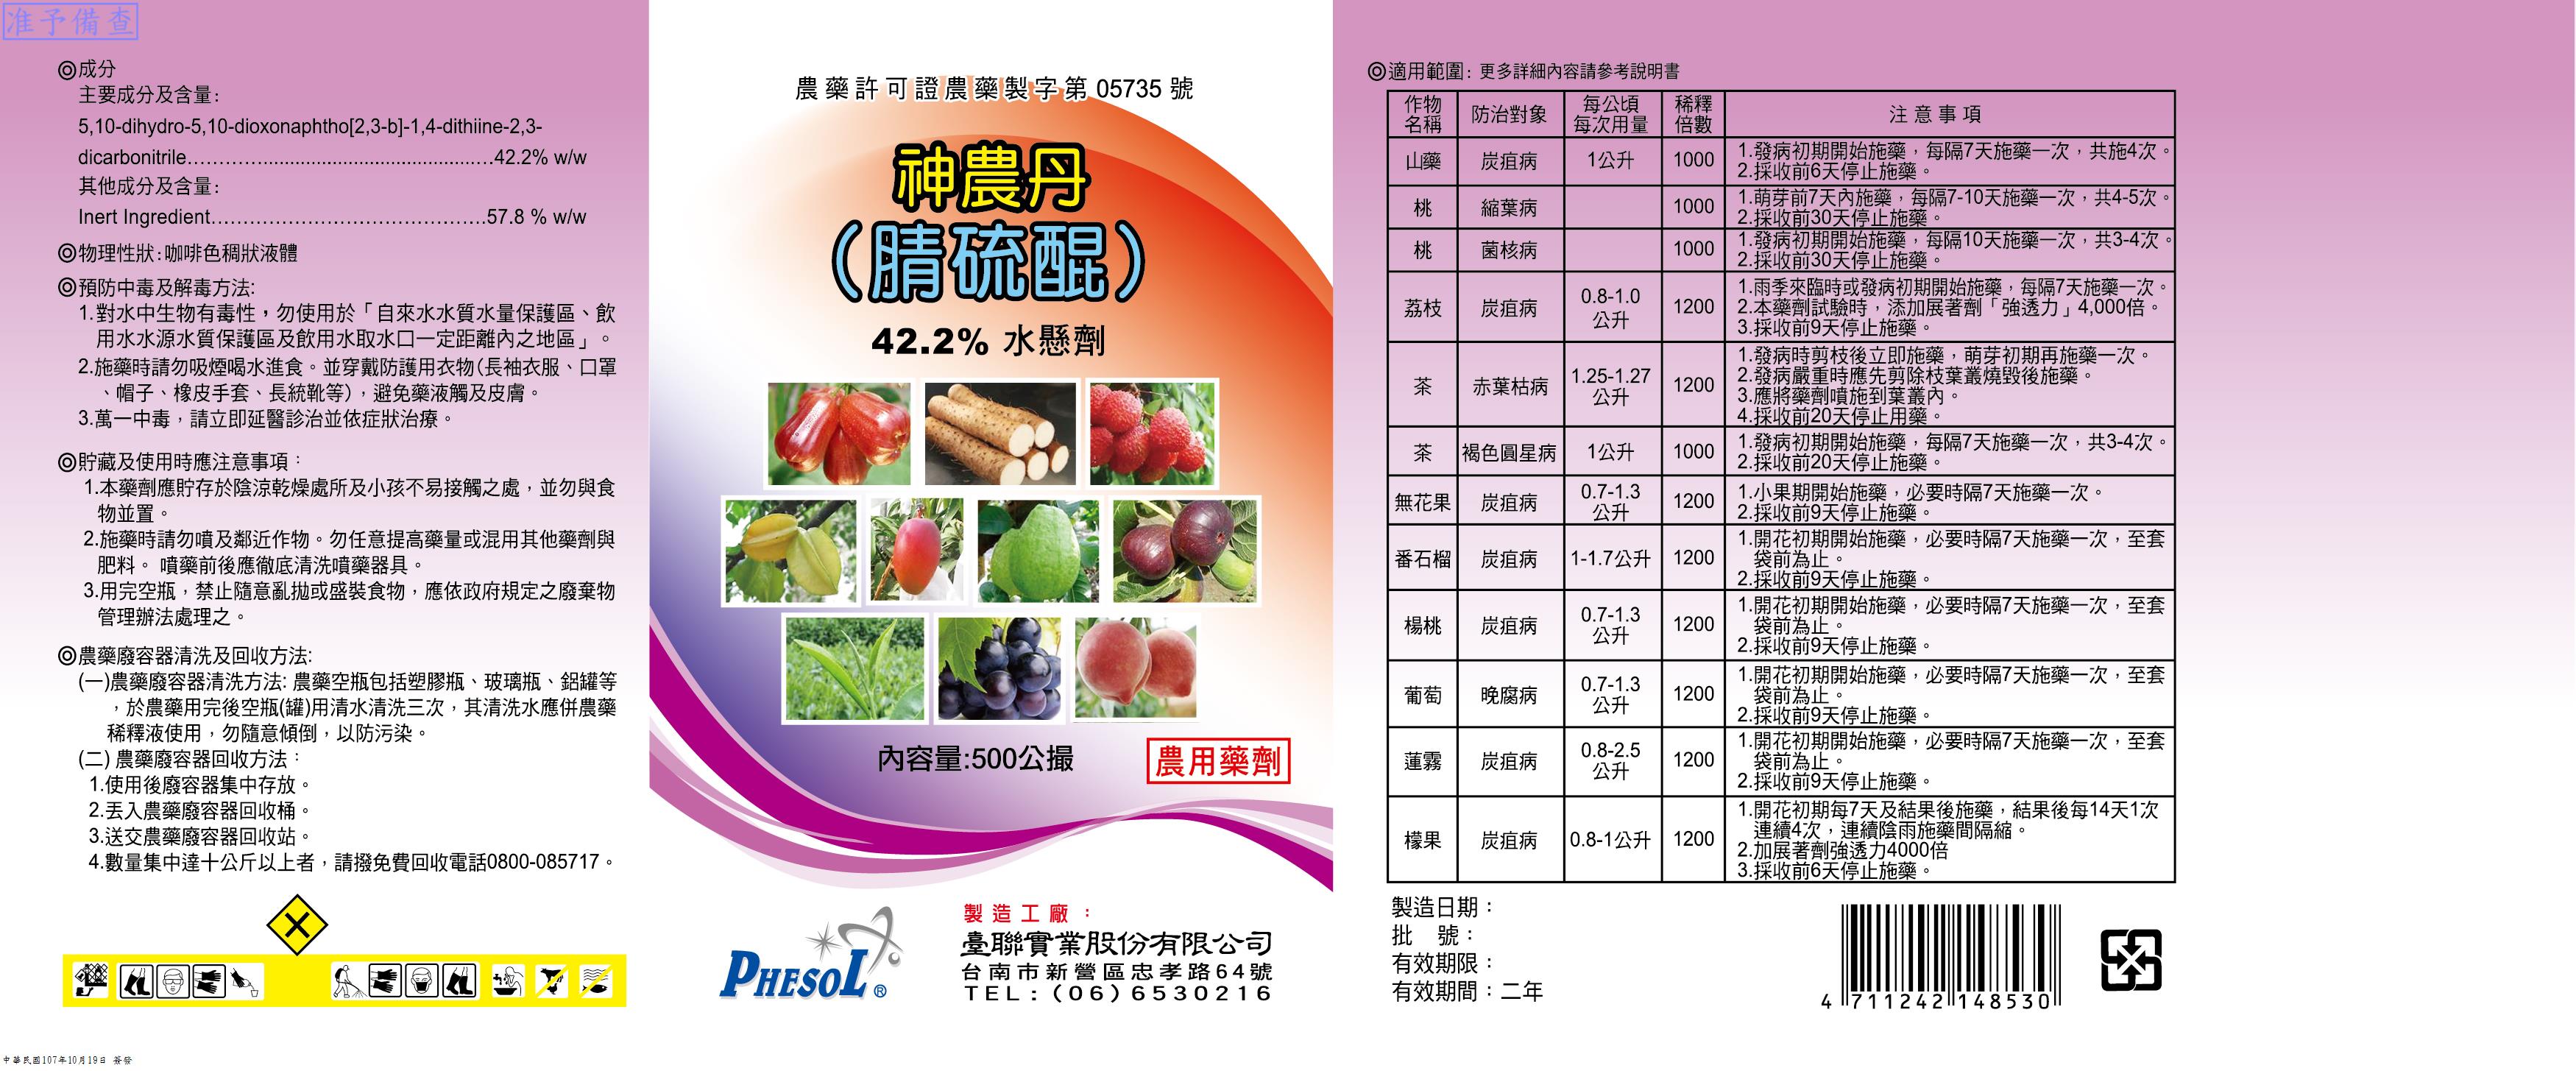 准予備查
◎成分
主要成分及含量:
5,10-dihydro-5,10-dioxonaphtho[2,3-b]-1,4-dithiine-2,3-
dicarbonitrile................................................42.2% w/w
其他成分及含量:
Inert Ingredient..........................................57.8 % w/w
◎物理性狀:咖啡色稠狀液體
◎預防中毒及解毒方法:
1.對水中生物有毒性,勿使用於「自來水水質水量保護區、飲
用水水源水質保護區及飲用水取水口一定距離內之地區」。
2.施藥時請勿吸煙喝水進食。並穿戴防護用衣物(長袖衣服、口罩
、帽子、橡皮手套、長統靴等),避免藥液觸及皮膚。
3.萬一中毒,請立即延醫診治並依症狀治療。
◎貯藏及使用時應注意事項:
1.本藥劑應貯存於陰涼乾燥處所及小孩不易接觸之處,並勿與食
物並置。
2.施藥時請勿噴及鄰近作物。勿任意提高藥量或混用其他藥劑與
肥料。 噴藥前後應徹底清洗噴藥器具。
3.用完空瓶,禁止隨意亂拋或盛裝食物,應依政府規定之廢棄物
管理辦法處理之。
◎農藥廢容器清洗及回收方法:
(一)農藥廢容器清洗方法: 農藥空瓶包括塑膠瓶、玻璃瓶、鋁罐等
,於農藥用完後空瓶(罐)用清水清洗三次,其清洗水應併農藥
稀釋液使用,勿隨意傾倒,以防污染。
(二) 農藥廢容器回收方法:
1.使用後廢容器集中存放。
2.丟入農藥廢容器回收桶。
3.送交農藥廢容器回收站。
4.數量集中達十公斤以上者,請撥免費回收電話0800-085717。
中華民國107年10月19日 簽發
農藥許可證農藥製字第 05735 號
神農丹
(腈硫醌)
42.2% 水懸劑
內容量:500公撮
農用藥劑
PHESOL®
製造工廠:
臺聯實業股份有限公司
台南市新營區忠孝路64號
TEL:(06)6530216
◎適用範圍: 更多詳細內容請參考說明書
作物名稱 防治對象 每公頃每次用量 稀釋倍數 注意事項
山藥 炭疽病 1公升 1000 1.發病初期開始施藥,每隔7天施藥一次,共施4次。
2.採收前6天停止施藥。
桃 縮葉病 1000 1.萌芽前7天內施藥,每隔7-10天施藥一次,共4-5次。
2.採收前30天停止施藥。
桃 菌核病 1000 1.發病初期開始施藥,每隔10天施藥一次,共3-4次。
2.採收前30天停止施藥。
荔枝 炭疽病 0.8-1.0公升 1200 1.雨季來臨時或發病初期開始施藥,每隔7天施藥一次。
2.本藥劑試驗時,添加展著劑「強透力」4,000倍。
3.採收前9天停止施藥。
茶 赤葉枯病 1.25-1.27公升 1200 1.發病時剪枝後立即施藥,萌芽初期再施藥一次。
2.發病嚴重時應先剪除枝葉叢燒毀後施藥。
3.應將藥劑噴施到葉叢內。
4.採收前20天停止用藥。
茶 褐色圓星病 1公升 1000 1.發病初期開始施藥,每隔7天施藥一次,共3-4次。
2.採收前20天停止施藥。
無花果 炭疽病 0.7-1.3公升 1200 1.小果期開始施藥,必要時隔7天施藥一次。
2.採收前9天停止施藥。
番石榴 炭疽病 1-1.7公升 1200 1.開花初期開始施藥,必要時隔7天施藥一次,至套
袋前為止。
2.採收前9天停止施藥。
楊桃 炭疽病 0.7-1.3公升 1200 1.開花初期開始施藥,必要時隔7天施藥一次,至套
袋前為止。
2.採收前9天停止施藥。
葡萄 晚腐病 0.7-1.3公升 1200 1.開花初期開始施藥,必要時隔7天施藥一次,至套
袋前為止。
2.採收前9天停止施藥。
蓮霧 炭疽病 0.8-2.5公升 1200 1.開花初期開始施藥,必要時隔7天施藥一次,至套
袋前為止。
2.採收前9天停止施藥。
檬果 炭疽病 0.8-1公升 1200 1.開花初期每7天及結果後施藥,結果後每14天1次
連續4次,連續陰雨施藥間隔縮。
2.加展著劑強透力4000倍
3.採收前6天停止施藥。
製造日期:
批 號:
有效期限:
有效期間:二年
4 711242 148530